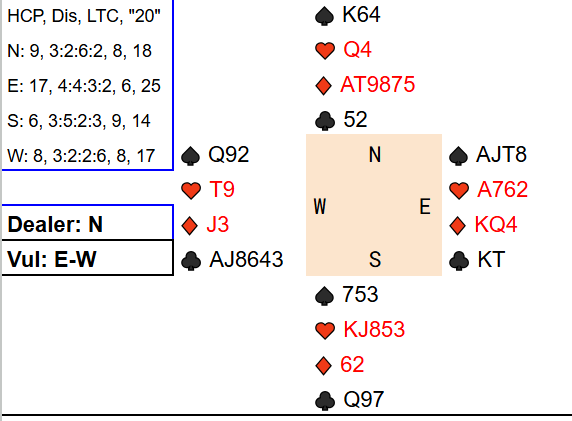 HCP, Dis, LTC, "20"
N: 9, 3:2:6:2, 8, 18
E: 17, 4:4:3:2, 6, 25
S: 6, 3:5:2:3, 9, 14
W: 8, 3:2:2:6, 8, 17
Dealer: N
Vul: E-W
♠ K64
♥ Q4
♦ AT9875
♣ 52
♠ Q92
♥ T9
♦ J3
♣ AJ8643
N
W E
S
♠ AJT8
♥ A762
♦ KQ4
♣ KT
♠ 753
♥ KJ853
♦ 62
♣ Q97